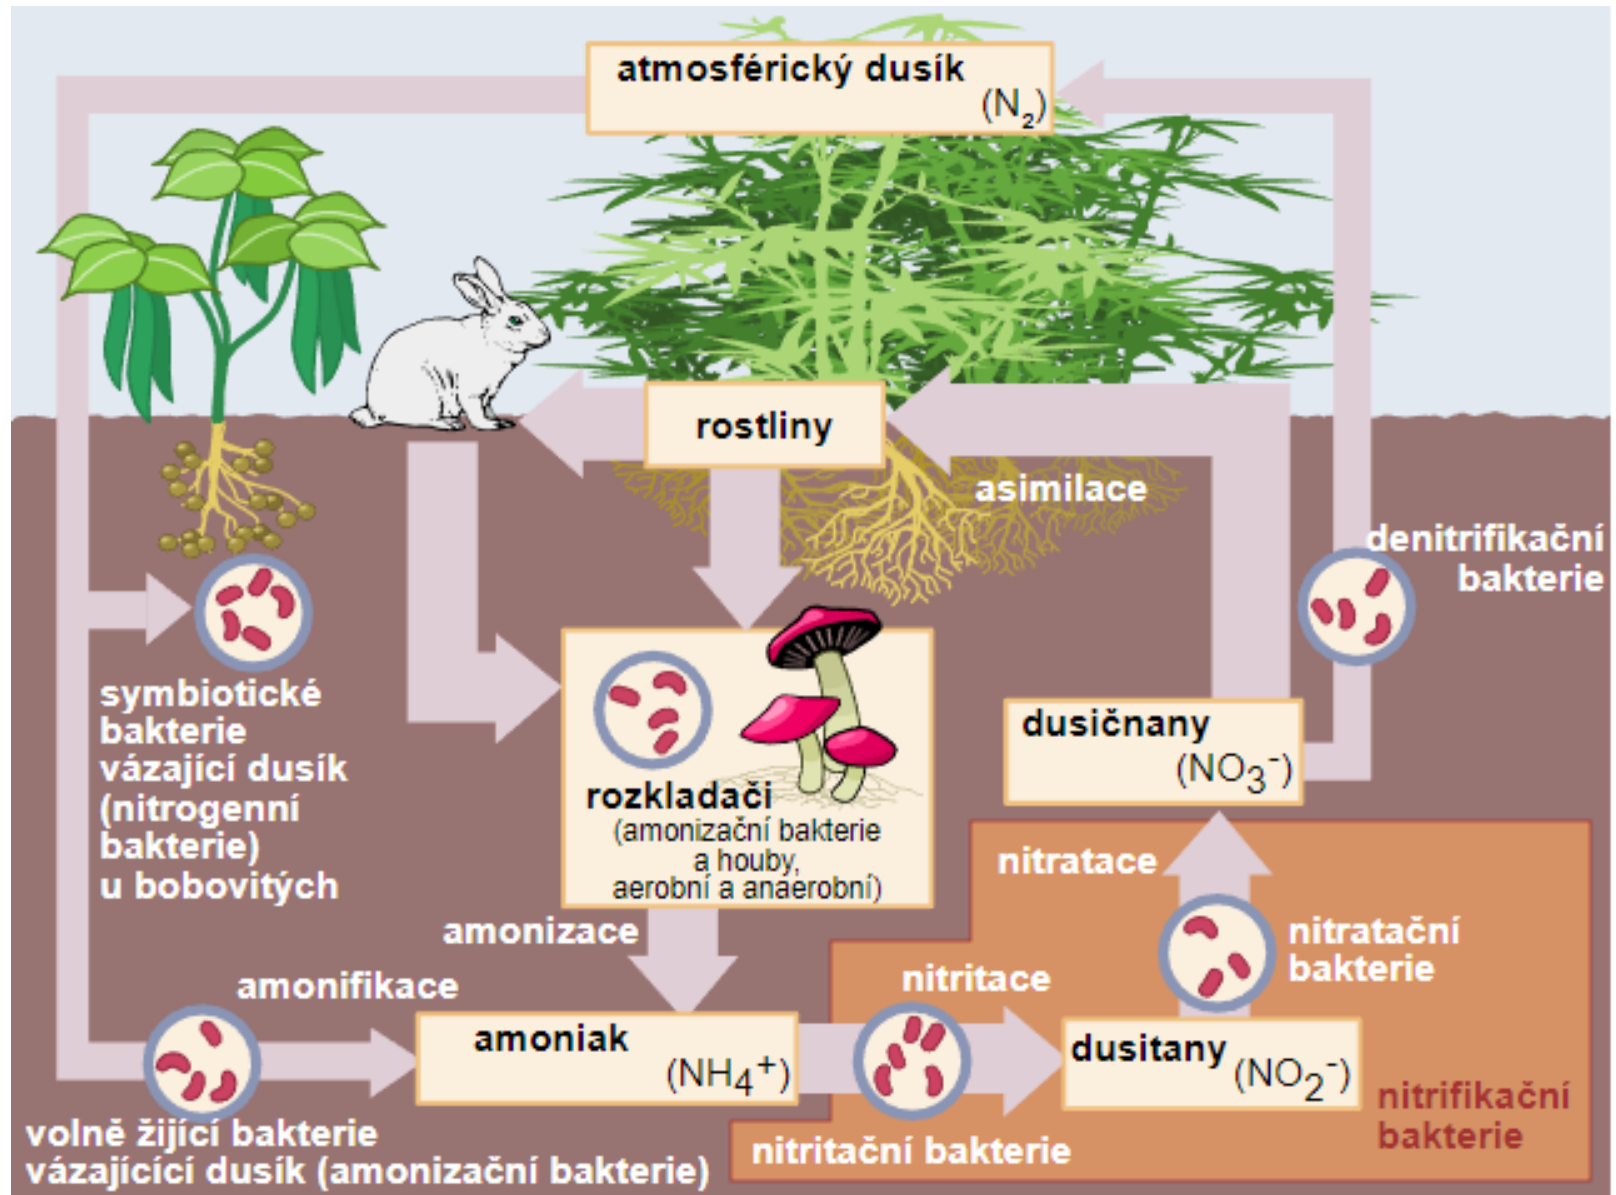 atmosférický dusík
(N2)
rostliny
asimilace
denitrifikační
bakterie
symbiotické
bakterie
vázající dusík
(nitrogenní
bakterie)
u bobovitých
rozkladači
(amonizační bakterie
a houby,
aerobní a anaerobní)
dusičnany
(NO3-)
nitratace
nitratační
bakterie
amonizace
amonifikace
nitritace
amoniak
(NH4+)
dusitany
(NO2-)
nitrifikační
bakterie
nitritační bakterie
volně žijící bakterie
vázajícící dusík (amonizační bakterie)